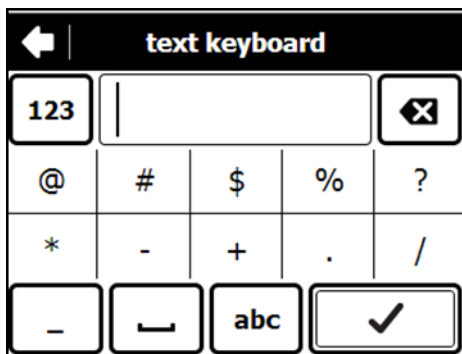 text keyboard
123
@ # $ % ?
* - + . /
_ abc